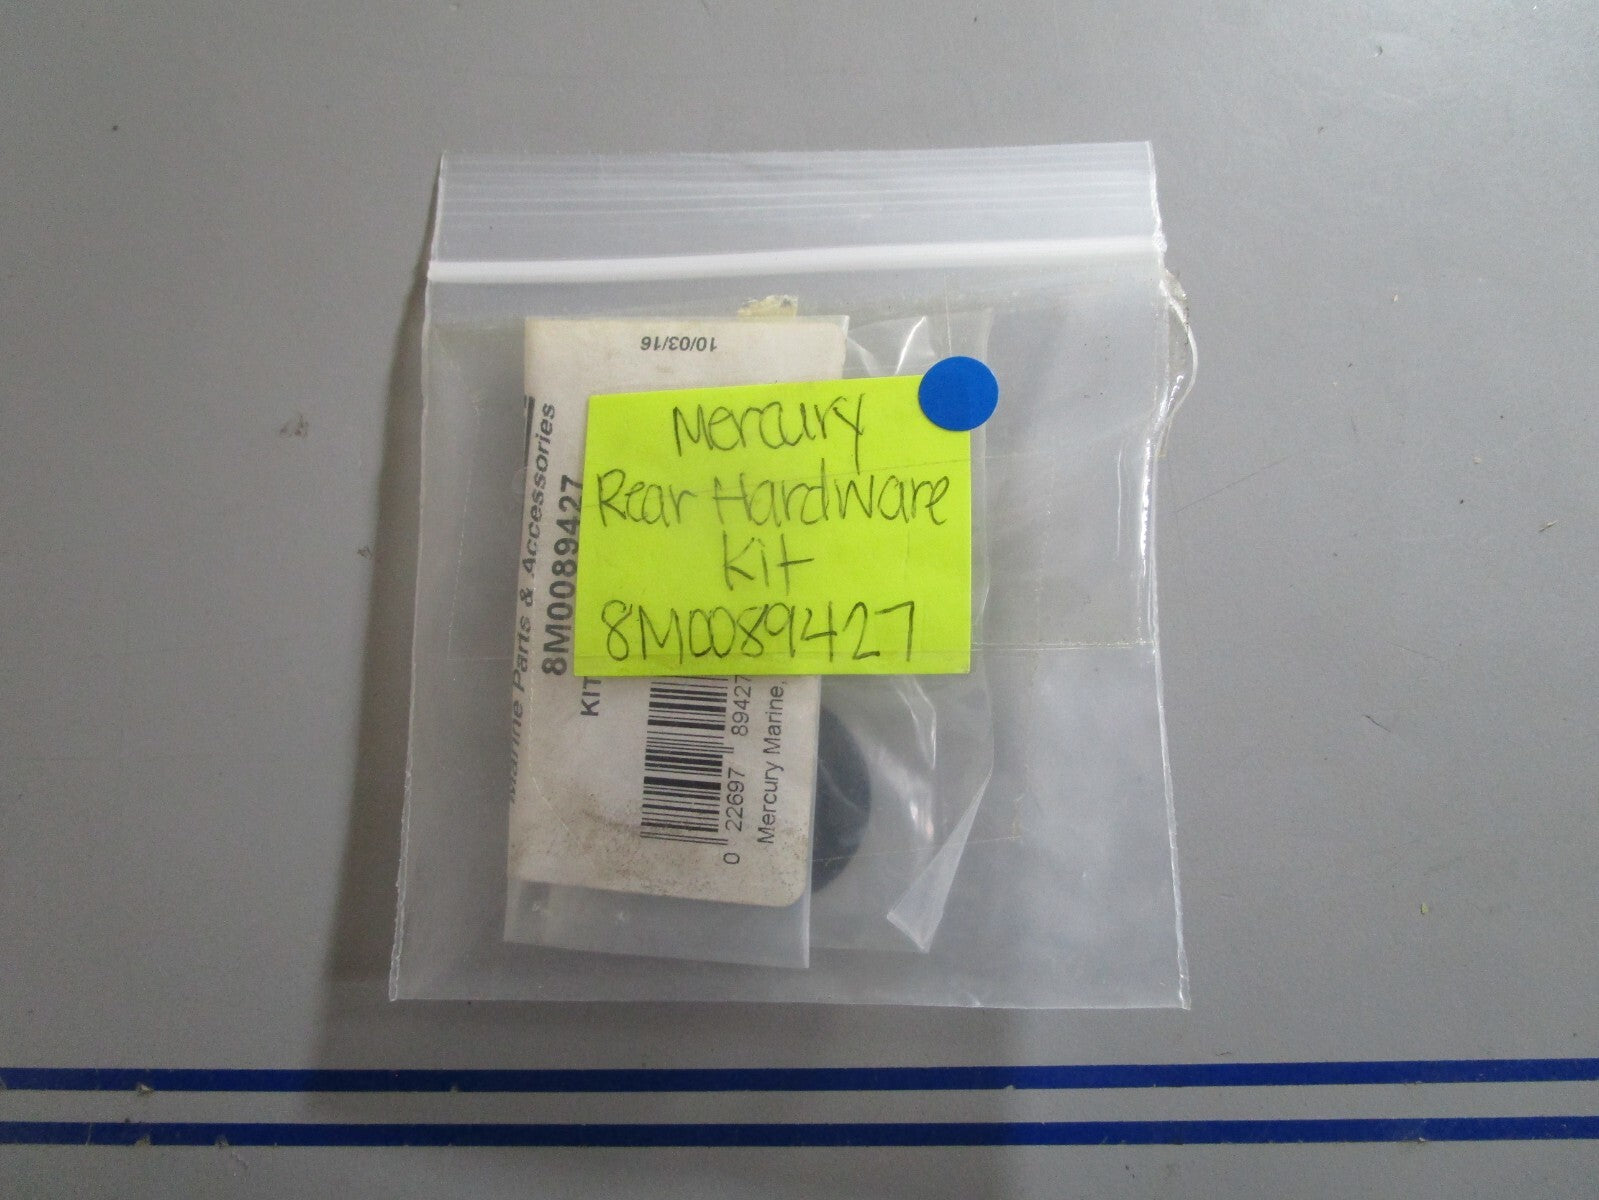 Mercury
Rear Hardware
Kit
8M0089427
10/03/16
Marine Parts & Accessories
8M0089427
KIT
0 22697 89427
Mercury Marine,